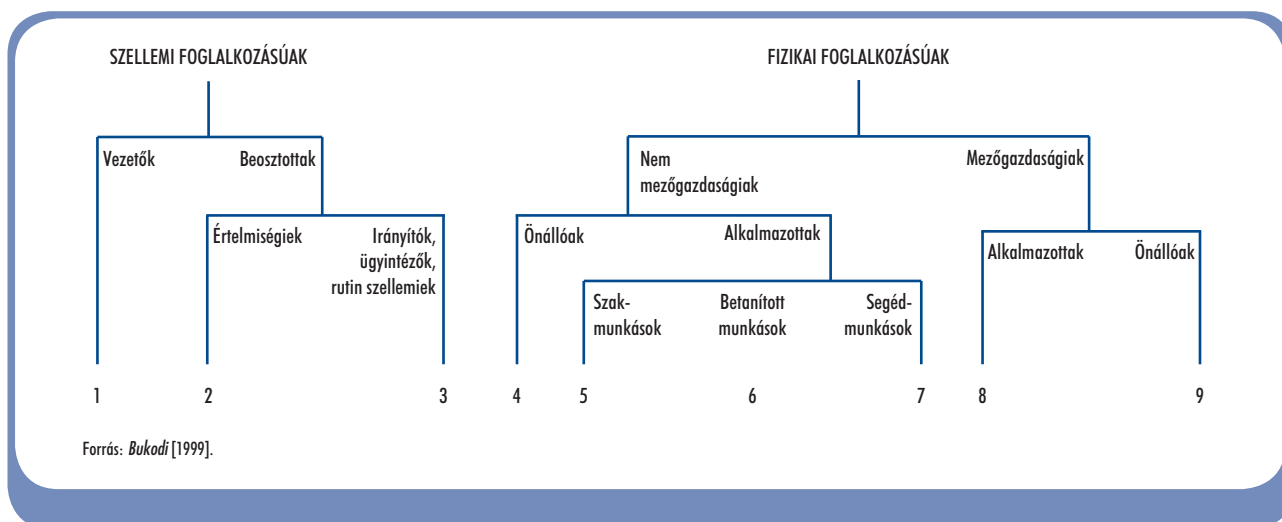 SZELLEMI FOGLALKOZÁSÚAK
FIZIKAI FOGLALKOZÁSÚAK
Vezetők
Beosztottak
Nem
mezőgazdaságiak
Mezőgazdaságiak
Értelmiségiek
Irányítók,
ügyintézők,
rutin szellemiek
Önállóak
Alkalmazottak
Alkalmazottak
Önállóak
Szak-
munkások
Betanított
munkások
Segéd-
munkások
1 2 3 4 5 6 7 8 9
Forrás: Bukodi [1999].